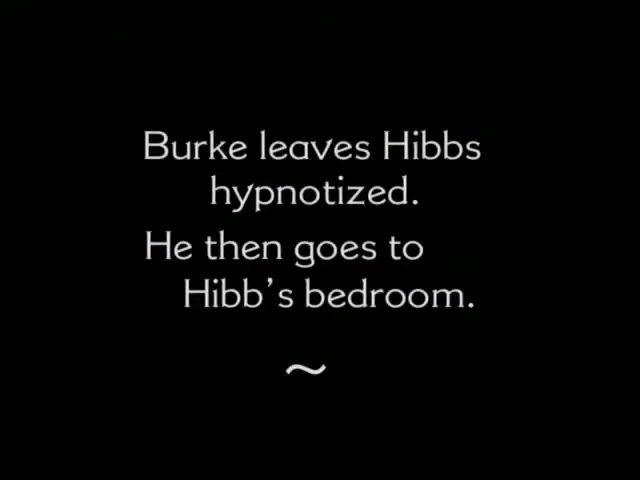 Burke leaves Hibbs
hypnotized.
He then goes to
Hibb's bedroom.
~